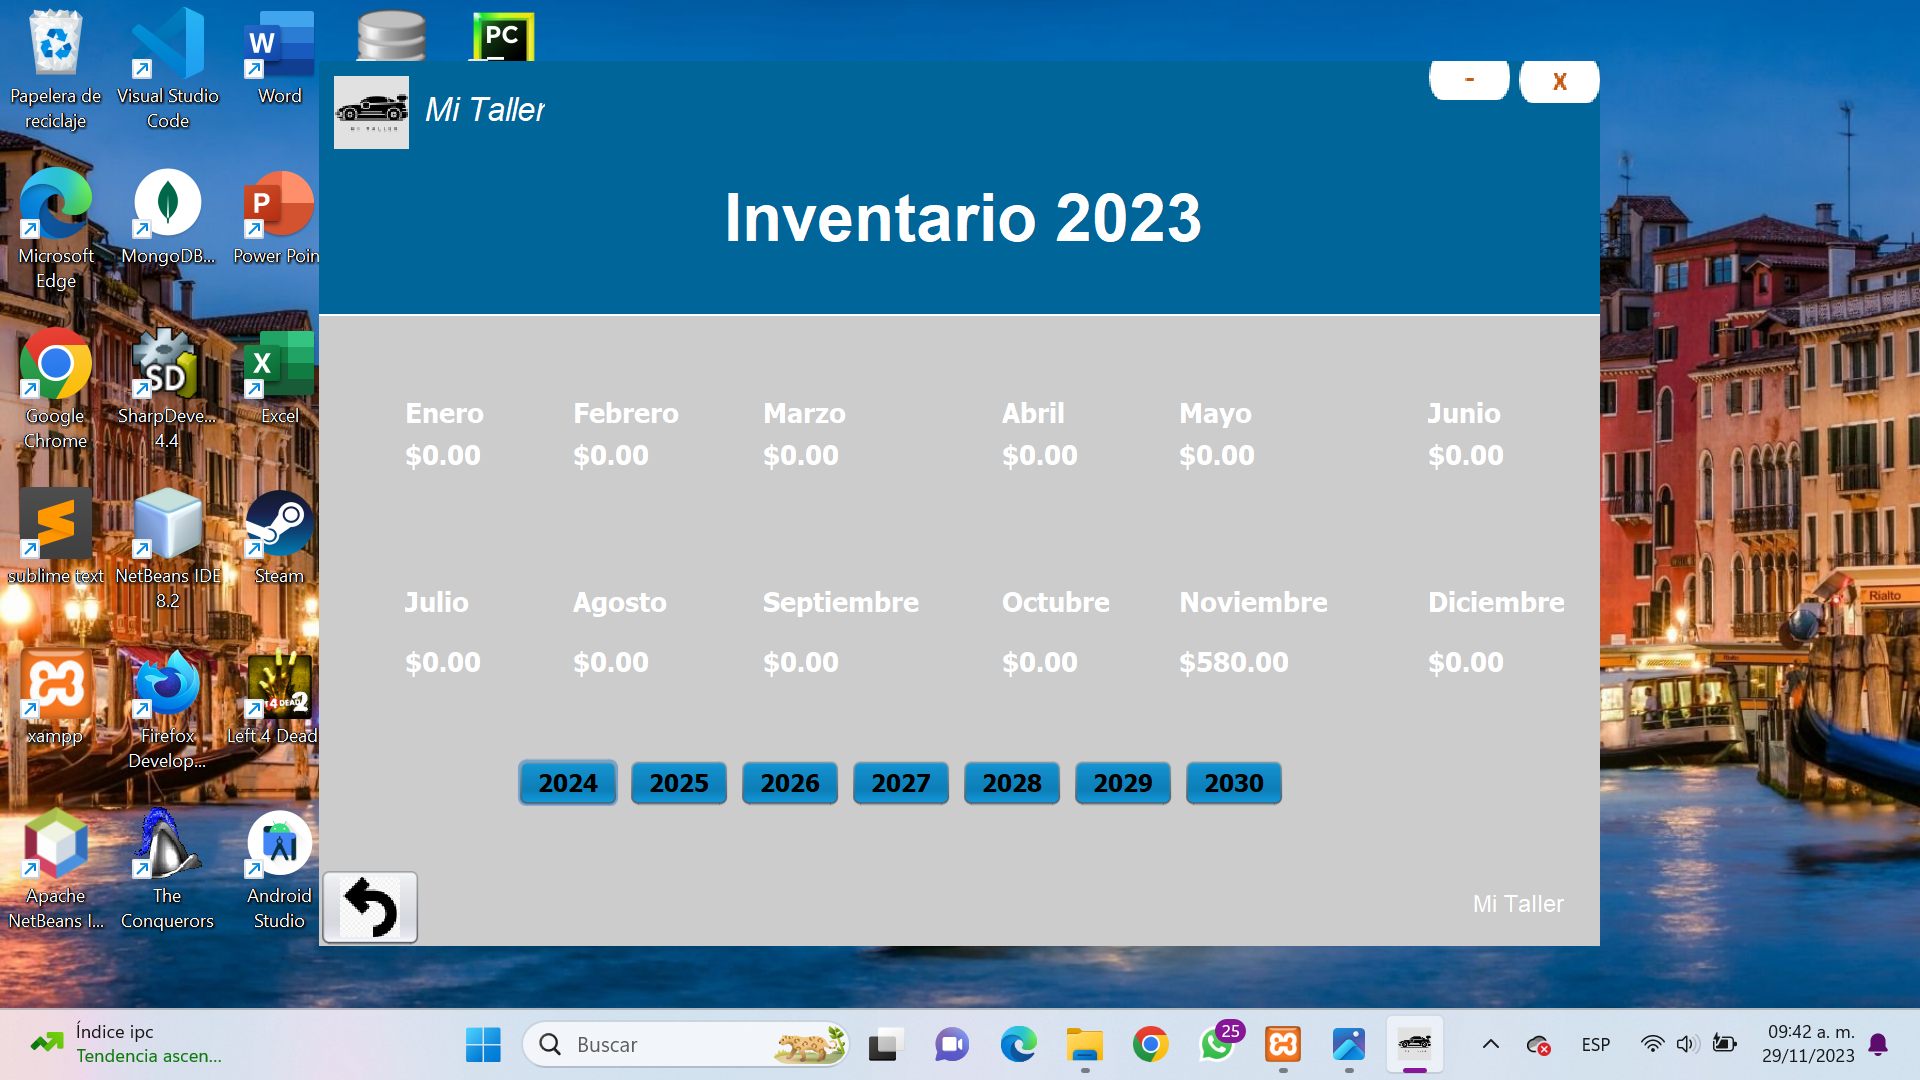 Papelera de
reciclaje
Visual Studio
Code
W
Word
PC
Microsoft
Edge
MongoDB...
P
Power Poin
Google
Chrome
SD
SharpDeve...
4.4
X
Excel
sublime text
NetBeans IDE
8.2
Steam
xampp
Firefox
Develop...
Left 4 Dead
Apache
NetBeans I...
The
Conquerors
Android
Studio
Mi Taller
-
X
Inventario 2023
Enero Febrero Marzo Abril Mayo Junio
$0.00 $0.00 $0.00 $0.00 $0.00 $0.00
Julio Agosto Septiembre Octubre Noviembre Diciembre
$0.00 $0.00 $0.00 $0.00 $580.00 $0.00
2024 2025 2026 2027 2028 2029 2030
Mi Taller
Rialto
Índice ipc
Tendencia ascen...
Buscar
25
ESP
09:42 a. m.
29/11/2023